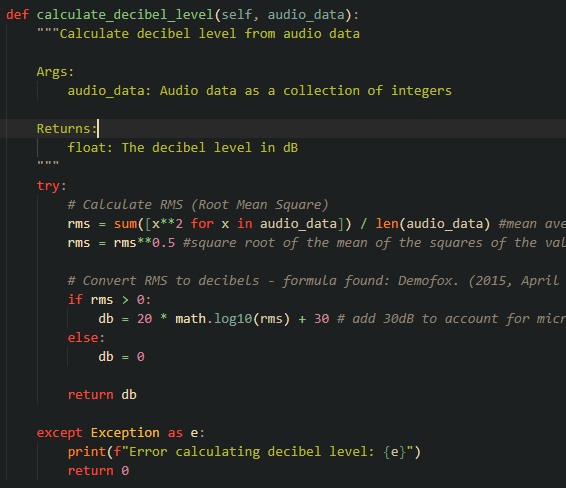 def calculate_decibel_level(self, audio_data):
    """Calculate decibel level from audio data

    Args:
        audio_data: Audio data as a collection of integers

    Returns:
        float: The decibel level in dB
    """
    try:
        # Calculate RMS (Root Mean Square)
        rms = sum([x**2 for x in audio_data]) / len(audio_data) #mean ave
        rms = rms**0.5 #square root of the mean of the squares of the val

        # Convert RMS to decibels - formula found: Demofox. (2015, April
        if rms > 0:
            db = 20 * math.log10(rms) + 30 # add 30dB to account for micr
        else:
            db = 0

        return db

    except Exception as e:
        print(f"Error calculating decibel level: {e}")
        return 0